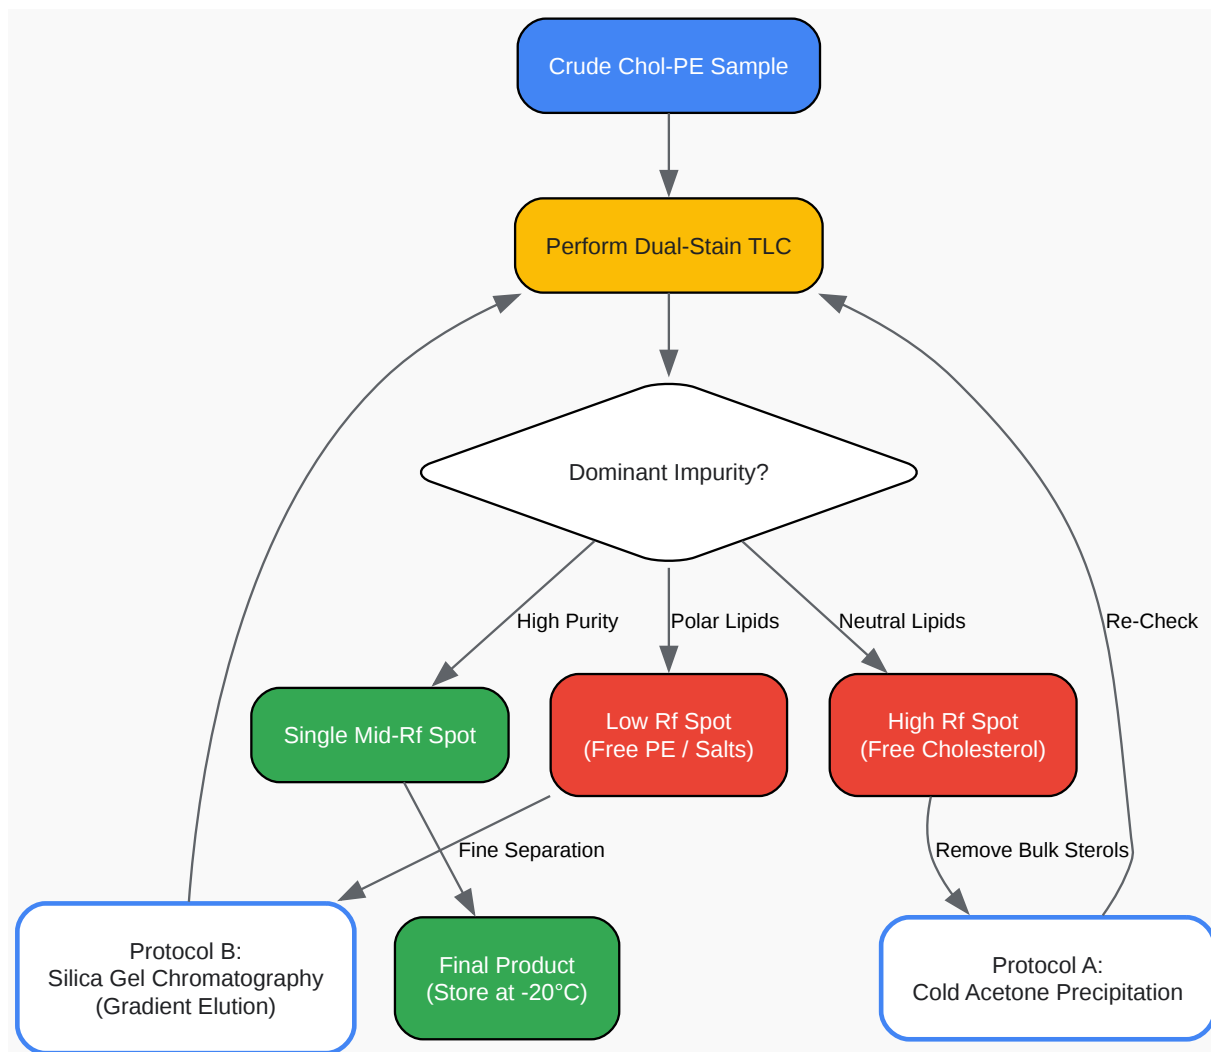 Crude Chol-PE Sample
Perform Dual-Stain TLC
Dominant Impurity?
High Purity
Polar Lipids
Neutral Lipids
Re-Check
Single Mid-Rf Spot
Low Rf Spot
(Free PE / Salts)
High Rf Spot
(Free Cholesterol)
Fine Separation
Remove Bulk Sterols
Protocol B:
Silica Gel Chromatography
(Gradient Elution)
Final Product
(Store at -20°C)
Protocol A:
Cold Acetone Precipitation